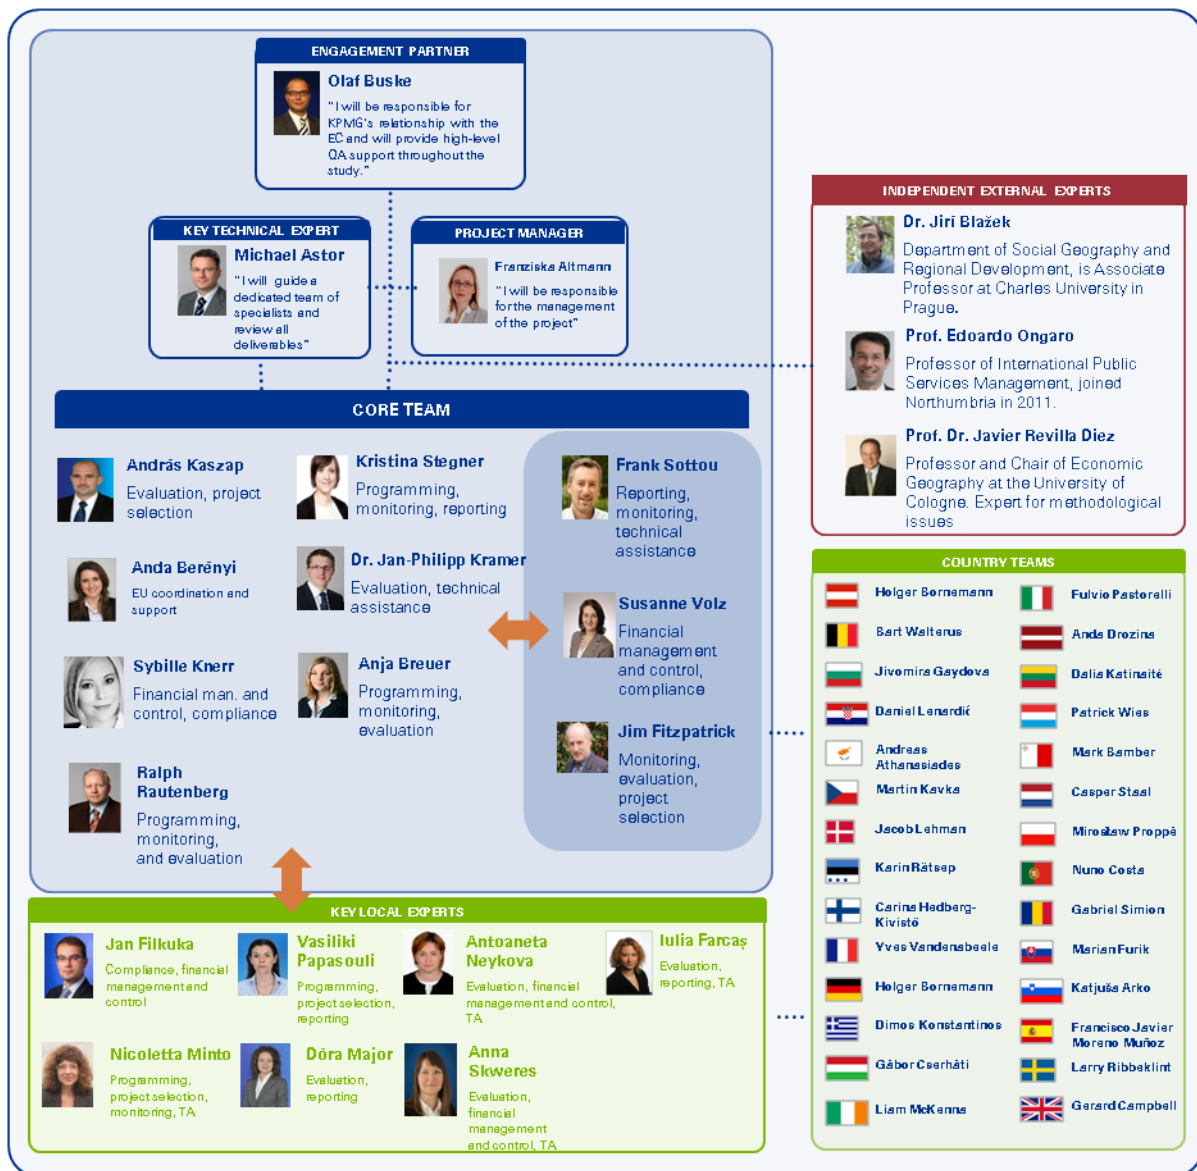 ENGAGEMENT PARTNER
Olaf Buske
"I will be responsible for
KPMG's relationship with the
EC and will provide high-level
QA support throughout the
study."
KEY TECHNICAL EXPERT
Michael Astor
"I will guide a
dedicated team of
specialists and
review all
deliverables"
PROJECT MANAGER
Franziska Altmann
"I will be responsible
for the management
of the project"
INDEPENDENT EXTERNAL EXPERTS
Dr. Jiří Blažek
Department of Social Geography and
Regional Development, is Associate
Professor at Charles University in
Prague.
Prof. Edoardo Ongaro
Professor of International Public
Services Management, joined
Northumbria in 2011.
Prof. Dr. Javier Revilla Diez
Professor and Chair of Economic
Geography at the University of
Cologne. Expert for methodological
issues
CORE TEAM
András Kaszap
Evaluation, project
selection
Kristina Stegner
Programming,
monitoring, reporting
Frank Sottou
Reporting,
monitoring,
technical
assistance
Anda Berényi
EU coordination and
support
Dr. Jan-Philipp Kramer
Evaluation, technical
assistance
Susanne Volz
Financial
management
and control,
compliance
Sybille Knerr
Financial man. and
control, compliance
Anja Breuer
Programming,
monitoring,
evaluation
Jim Fitzpatrick
Monitoring,
evaluation,
project
selection
Ralph
Rautenberg
Programming,
monitoring,
and evaluation
KEY LOCAL EXPERTS
Jan Filkuka
Compliance, financial
management and
control
Vasiliki
Papasouli
Programming,
project selection,
reporting
Antoaneta
Neykova
Evaluation, financial
management and control,
TA
Iulia Farcaş
Evaluation,
reporting, TA
Nicoletta Minto
Programming,
project selection,
monitoring, TA
Dóra Major
Evaluation,
reporting
Anna
Skweres
Evaluation,
financial
management
and control, TA
COUNTRY TEAMS
Holger Bornemann
Bart Walterus
Jivomira Gaydova
Daniel Lenardić
Andreas
Athanasiades
Martin Kavka
Jacob Lehman
Karin Rätsep
Carina Hedberg-
Kivistö
Yves Vandenabeele
Holger Bornemann
Dimos Konstantinos
Gábor Cserháti
Liam McKenna
Fulvio Pastorelli
Anda Drozina
Dalia Katinaité
Patrick Wies
Mark Bamber
Casper Staal
Mirosław Proppé
Nuno Costa
Gabriel Simion
Marian Furik
Katjuša Arko
Francisco Javier
Moreno Muñoz
Larry Ribbeklint
Gerard Campbell